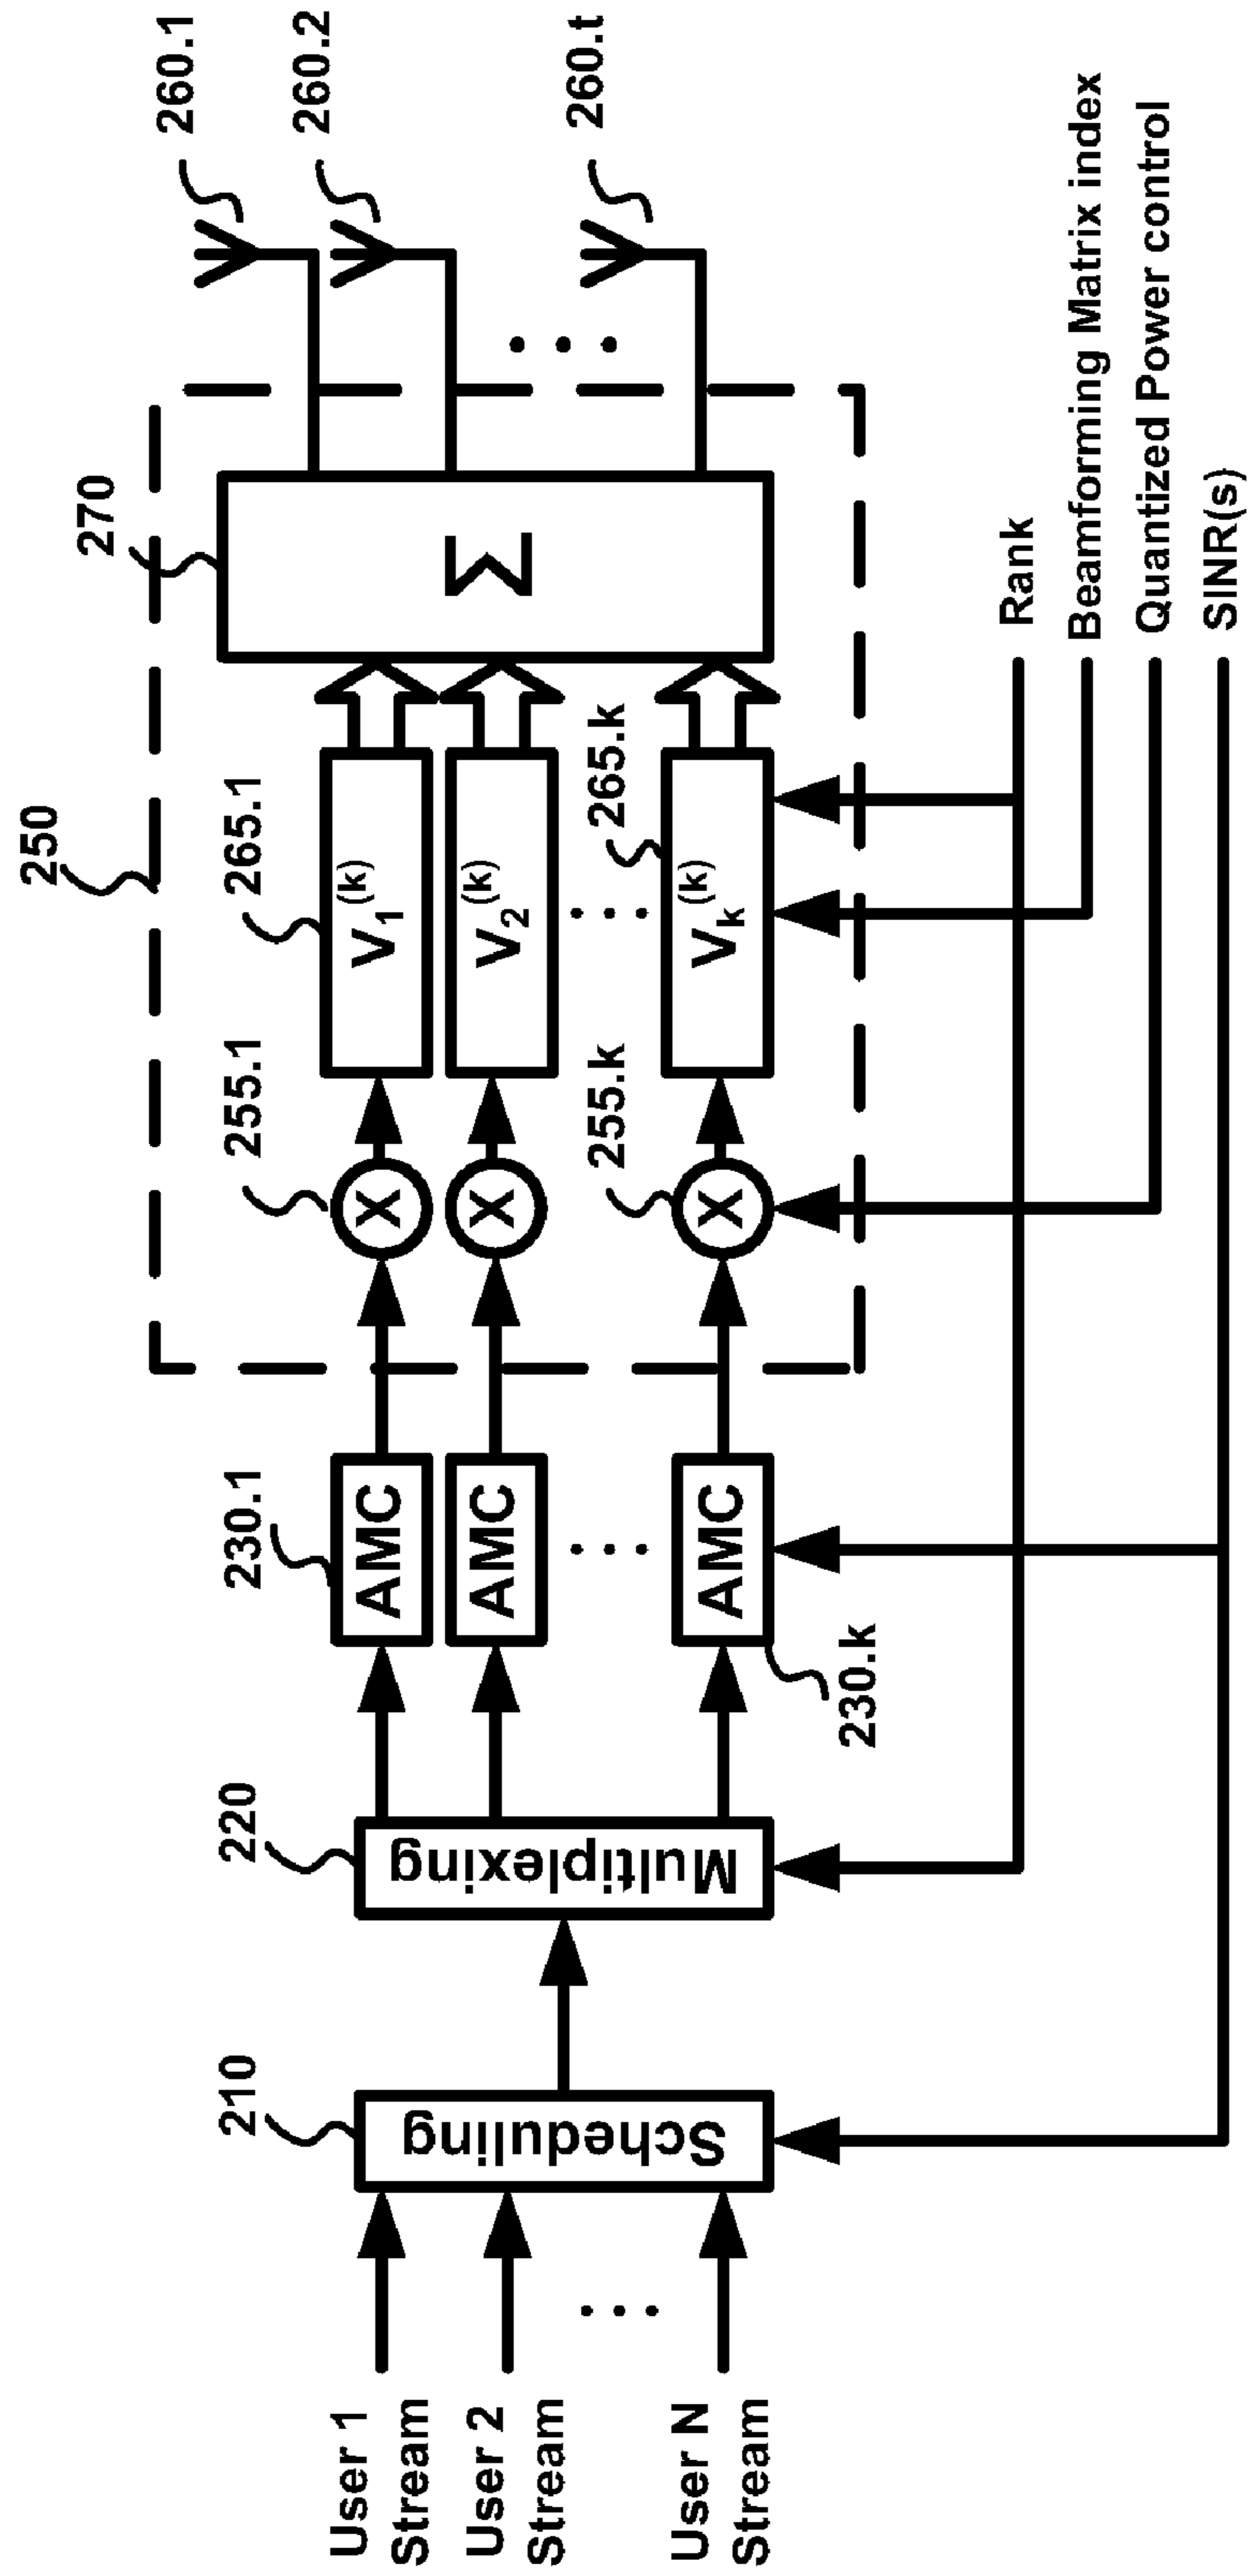 250
270
260.1
260.2
260.t
210
220
230.1
255.1
265.1
User 1
Stream
User 2
Stream
User N
Stream
Scheduling
Multiplexing
AMC
AMC
AMC
X
X
X
V1(k)
V2(k)
Vk(k)
Σ
...
...
...
...
255.k
265.k
230.k
Rank
Beamforming Matrix index
Quantized Power control
SINR(s)